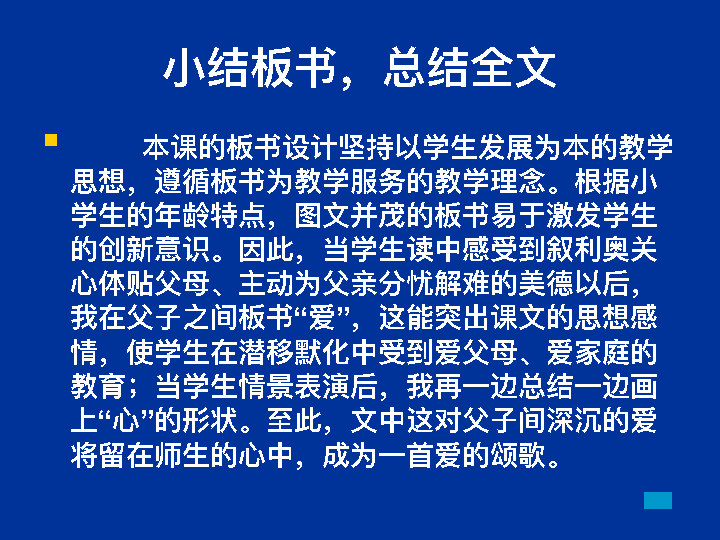 小结板书，总结全文
本课的板书设计坚持以学生发展为本的教学
思想，遵循板书为教学服务的教学理念。根据小
学生的年龄特点，图文并茂的板书易于激发学生
的创新意识。因此，当学生读中感受到叙利奥关
心体贴父母、主动为父亲分忧解难的美德以后，
我在父子之间板书“爱”，这能突出课文的思想感
情，使学生在潜移默化中受到爱父母、爱家庭的
教育；当学生情景表演后，我再一边总结一边画
上“心”的形状。至此，文中这对父子间深沉的爱
将留在师生的心中，成为一首爱的颂歌。